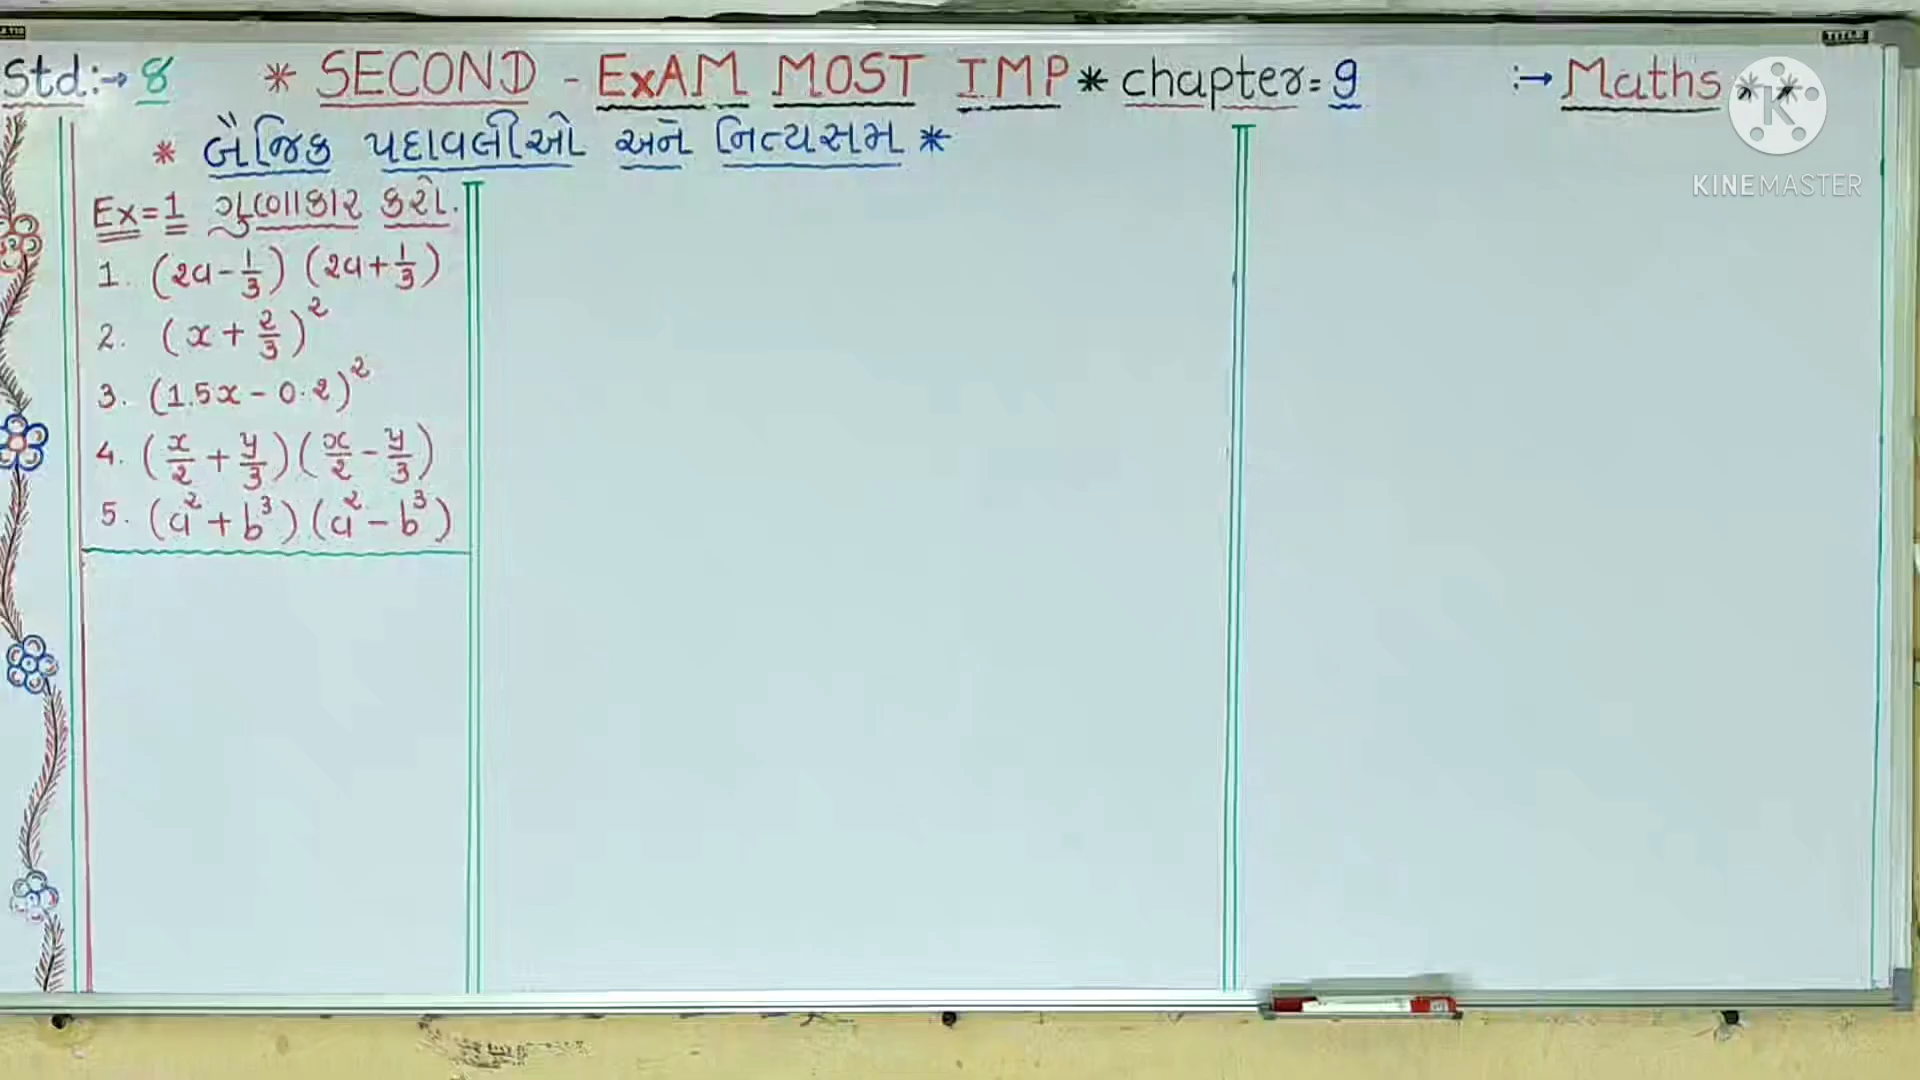 Std:→ 8 * SECOND - ExAM MOST IMP * chapter = 9 :→ Maths * *
* બૈજિક પદાવલીઓ અને નિત્યસમ *
KINEMASTER
Ex=1 ગુણાકાર કરો.
1. (2a - 1/3) (2a + 1/3)
2. (x + 2/3)²
3. (1.5x - 0.2)²
4. (x/2 + y/3) (x/2 - y/3)
5. (a² + b³) (a² - b³)